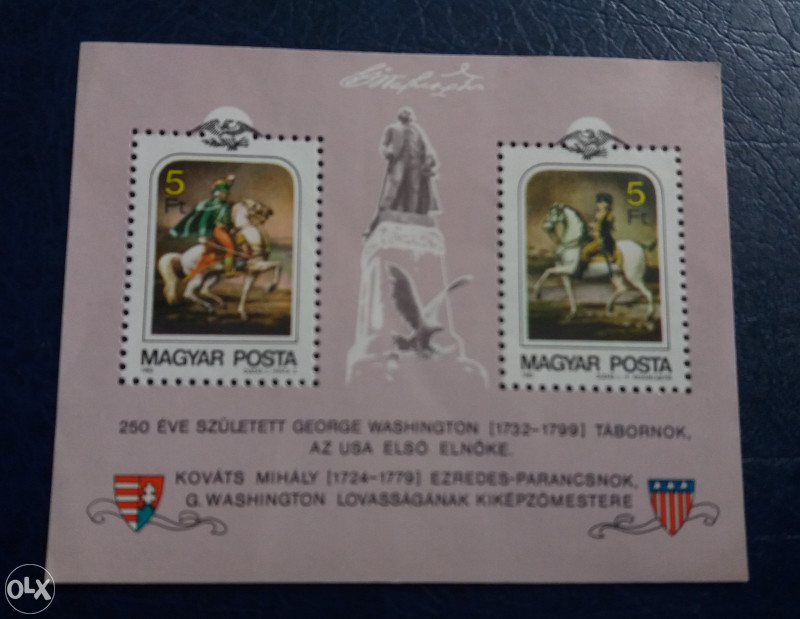 5
Ft
MAGYAR POSTA
5
Ft
MAGYAR POSTA
250 ÉVE SZÜLETETT GEORGE WASHINGTON [1732-1799] TÁBORNOK,
AZ USA ELSŐ ELNÖKE.
KOVÁTS MIHÁLY [1724-1779] EZREDES-PARANCSNOK,
G. WASHINGTON LOVASSÁGÁNAK KIKÉPZŐMESTERE
OLX